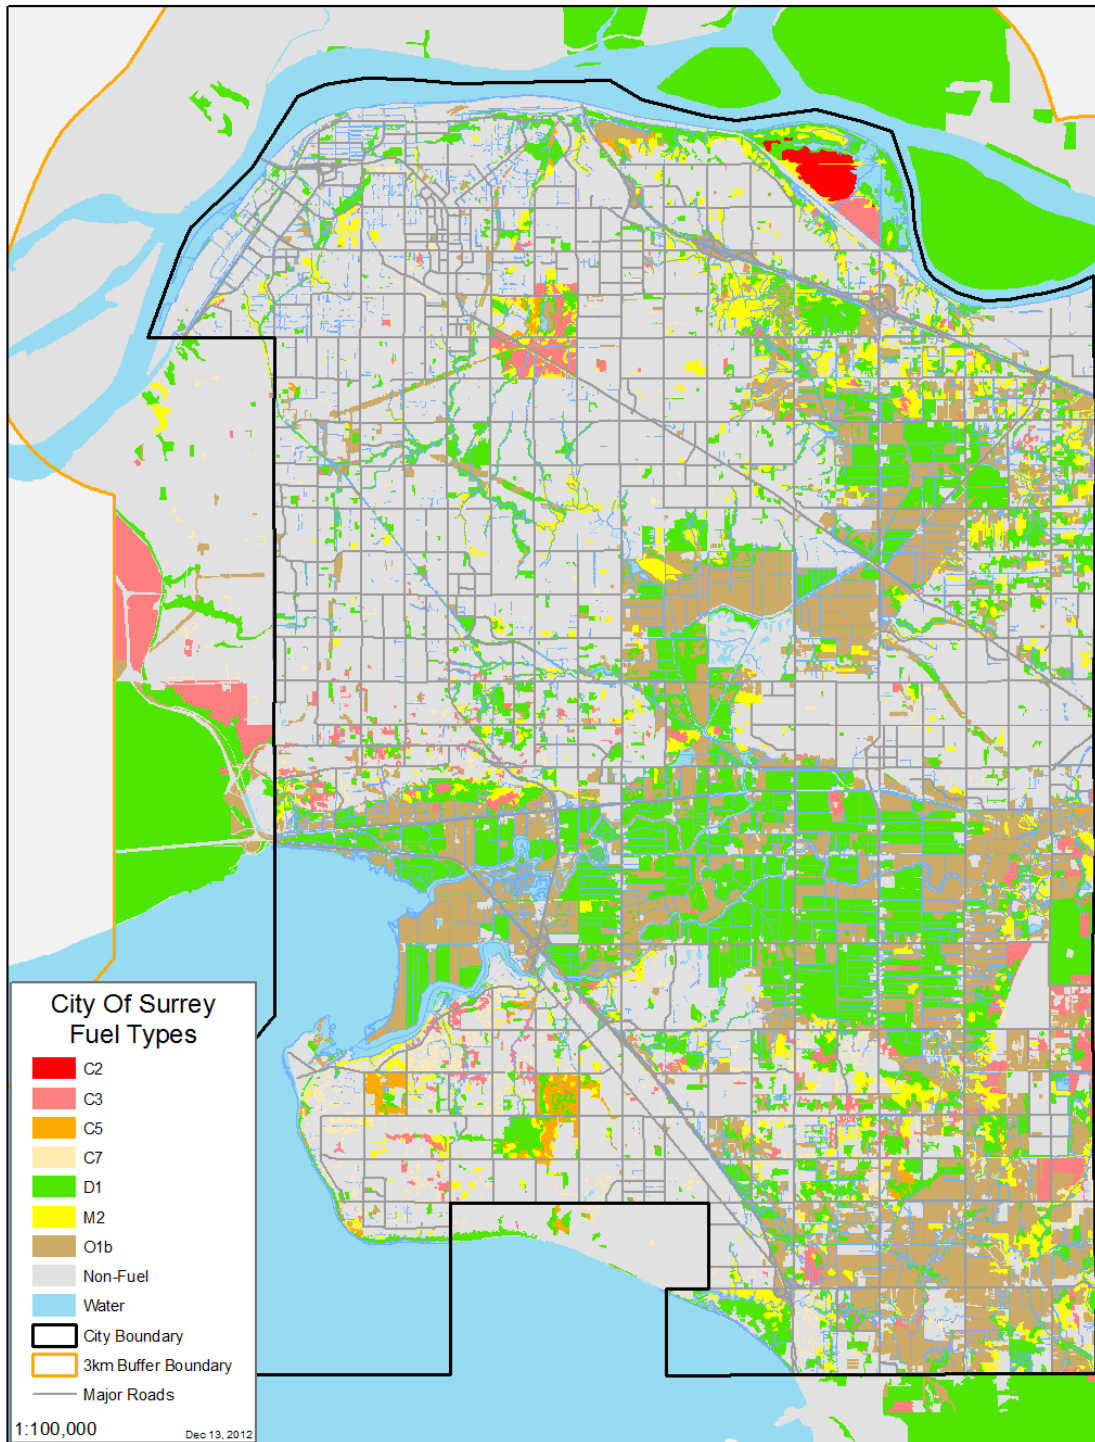 City Of Surrey
Fuel Types
C2
C3
C5
C7
D1
M2
O1b
Non-Fuel
Water
City Boundary
3km Buffer Boundary
Major Roads
1:100,000
Dec 13, 2012